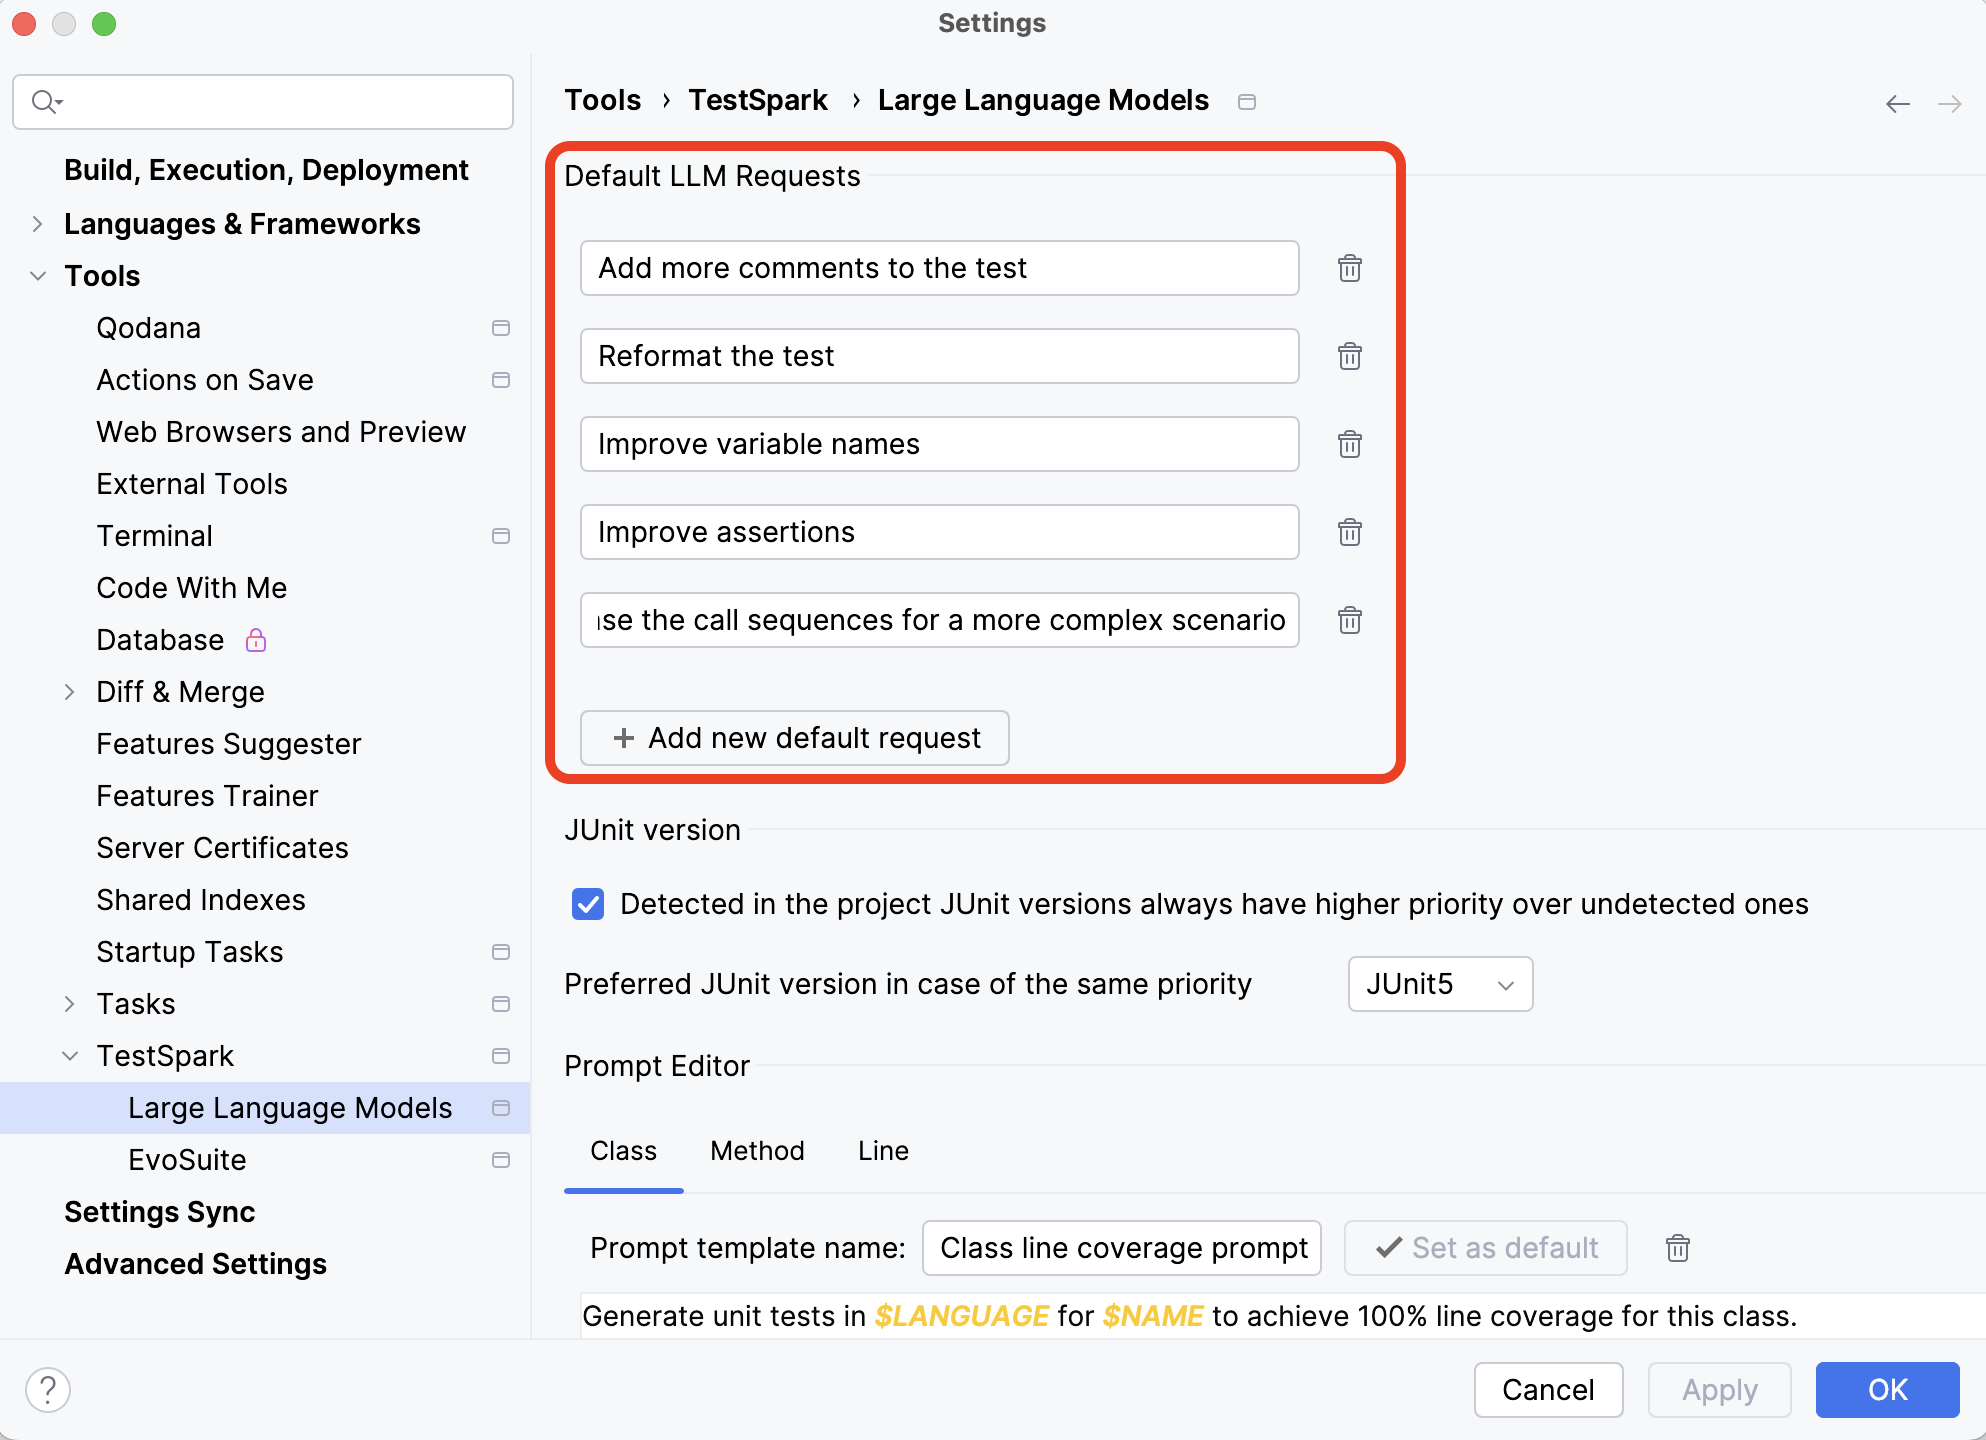 Settings
Build, Execution, Deployment
Languages & Frameworks
Tools
Qodana
Actions on Save
Web Browsers and Preview
External Tools
Terminal
Code With Me
Database
Diff & Merge
Features Suggester
Features Trainer
Server Certificates
Shared Indexes
Startup Tasks
Tasks
TestSpark
Large Language Models
EvoSuite
Settings Sync
Advanced Settings
Tools › TestSpark › Large Language Models
Default LLM Requests
Add more comments to the test
Reformat the test
Improve variable names
Improve assertions
the call sequences for a more complex scenario
+ Add new default request
JUnit version
Detected in the project JUnit versions always have higher priority over undetected ones
Preferred JUnit version in case of the same priority JUnit5
Prompt Editor
Class Method Line
Prompt template name: Class line coverage prompt Set as default
Generate unit tests in $LANGUAGE for $NAME to achieve 100% line coverage for this class.
? Cancel Apply OK